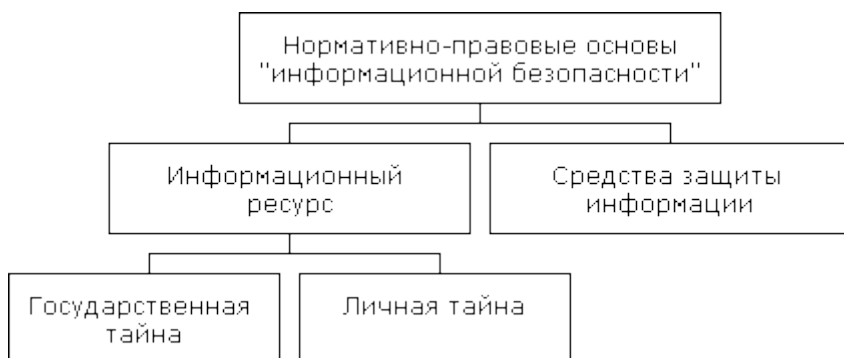 Нормативно-правовые основы
"информационной безопасности"
Информационный
ресурс
Средства защиты
информации
Государственная
тайна
Личная тайна